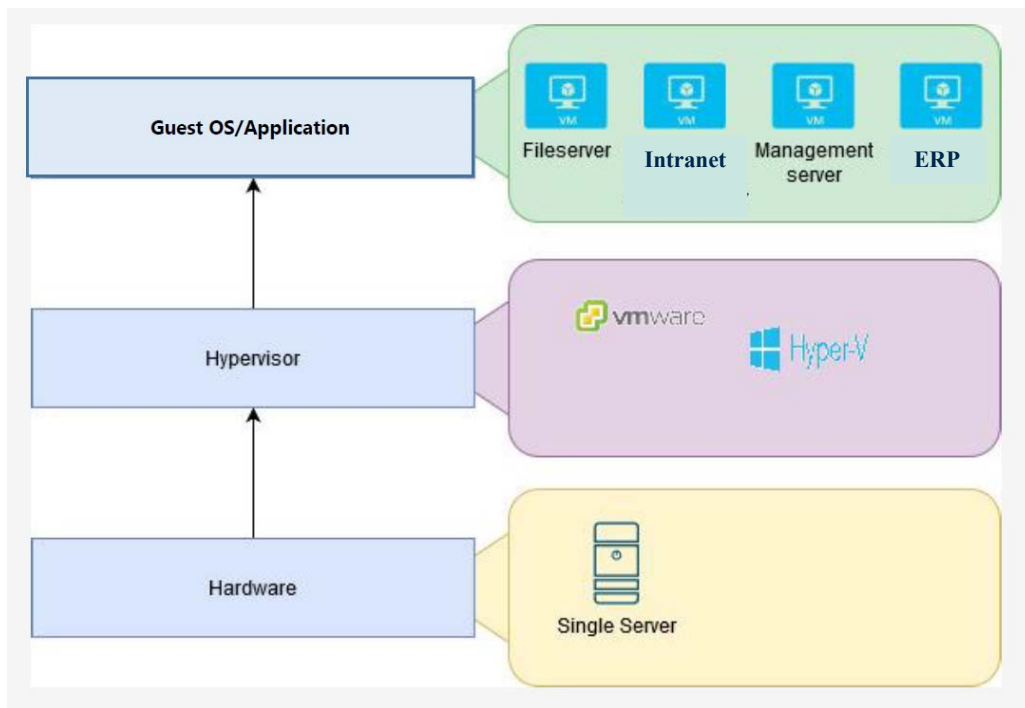 Guest OS/Application
VM
VM
VM
VM
Fileserver
Intranet
Management
server
ERP
Hypervisor
vmware
Hyper-V
Hardware
Single Server